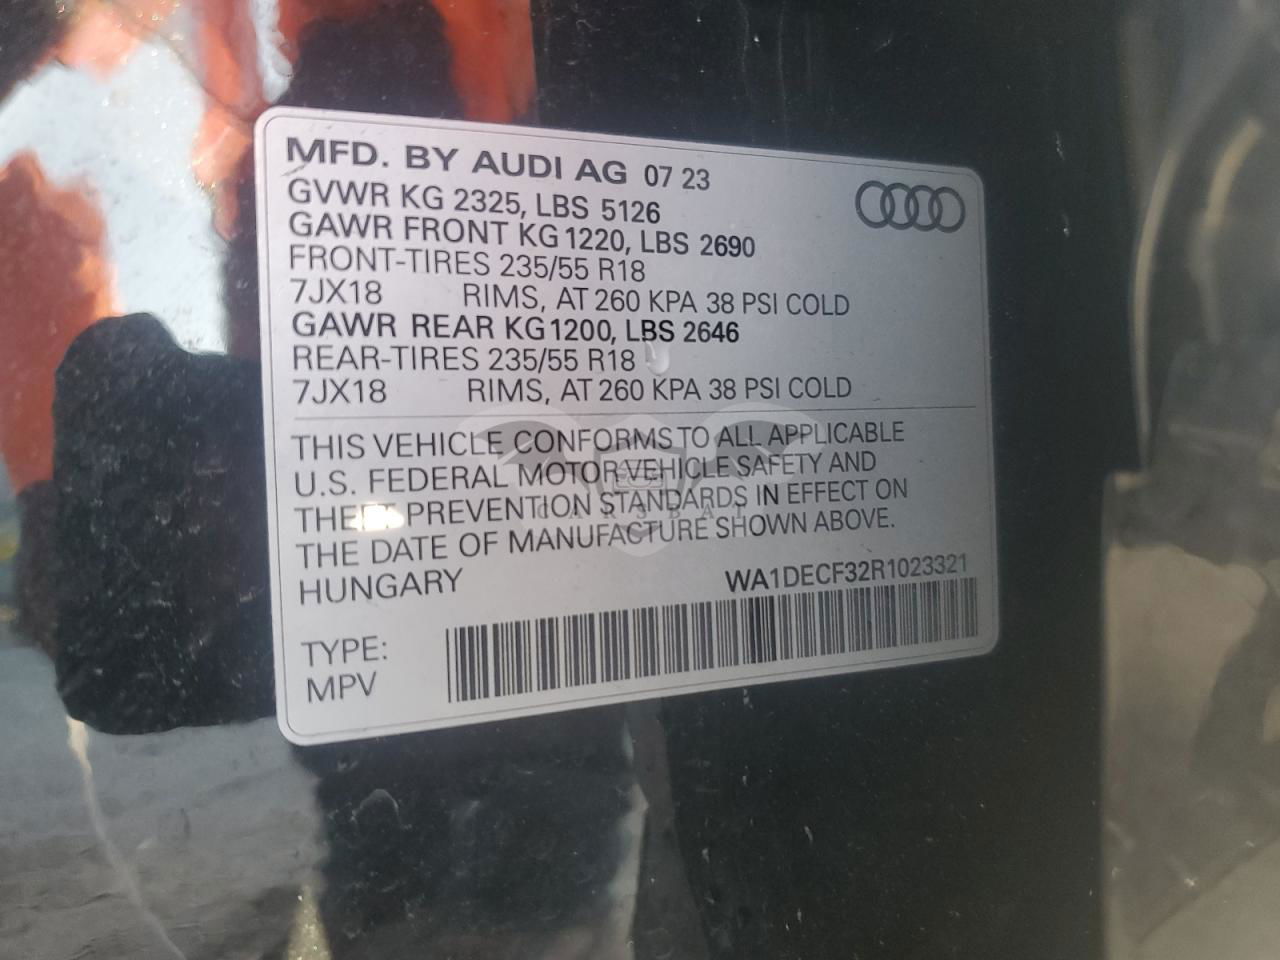 MFD. BY AUDI AG 07 23
GVWR KG 2325, LBS 5126
GAWR FRONT KG 1220, LBS 2690
FRONT-TIRES 235/55 R18
7JX18 RIMS, AT 260 KPA 38 PSI COLD
GAWR REAR KG 1200, LBS 2646
REAR-TIRES 235/55 R18
7JX18 RIMS, AT 260 KPA 38 PSI COLD
THIS VEHICLE CONFORMS TO ALL APPLICABLE
U.S. FEDERAL MOTOR VEHICLE SAFETY AND
THEFT PREVENTION STANDARDS IN EFFECT ON
THE DATE OF MANUFACTURE SHOWN ABOVE.
HUNGARY WA1DECF32R1023321
TYPE:
MPV